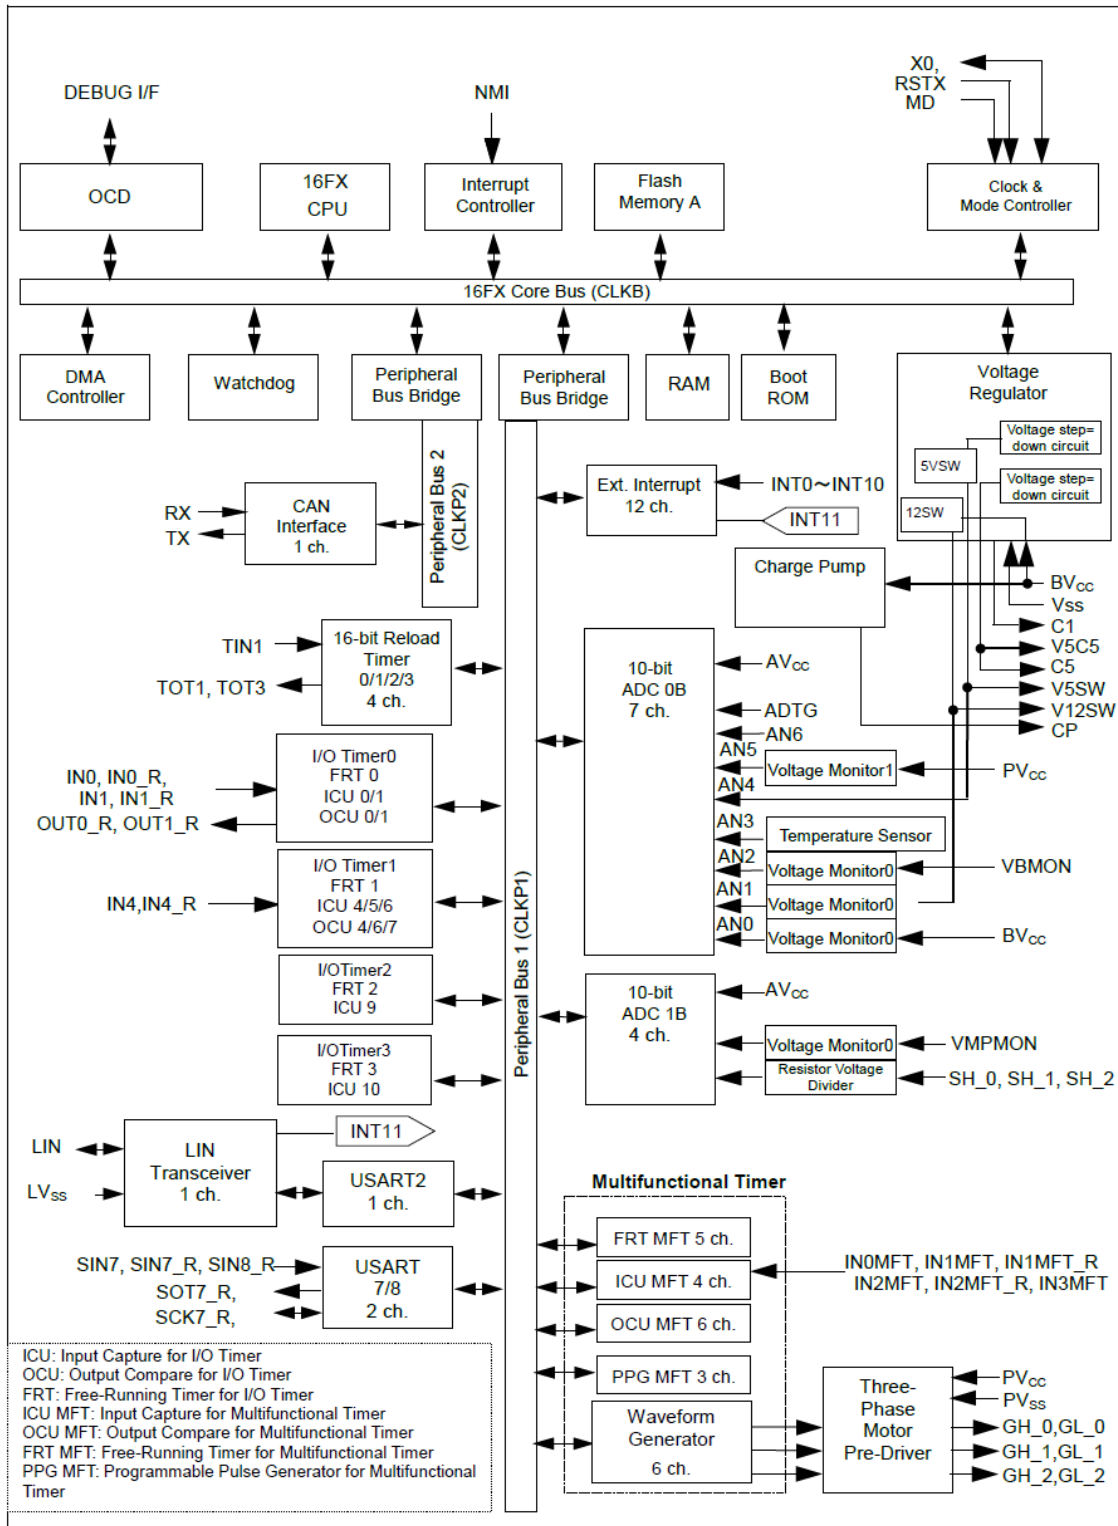 X0,
RSTX
MD
DEBUG I/F
NMI
OCD
16FX
CPU
Interrupt
Controller
Flash
Memory A
Clock &
Mode Controller
16FX Core Bus (CLKB)
DMA
Controller
Watchdog
Peripheral
Bus Bridge
Peripheral
Bus Bridge
RAM
Boot
ROM
Voltage
Regulator
Voltage step=
down circuit
5VSW
Voltage step=
down circuit
12SW
Peripheral Bus 2
(CLKP2)
RX
TX
CAN
Interface
1 ch.
Ext. Interrupt
12 ch.
INT0～INT10
INT11
Charge Pump
BVCC
Vss
C1
V5C5
C5
V5SW
V12SW
CP
TIN1
TOT1, TOT3
16-bit Reload
Timer
0/1/2/3
4 ch.
10-bit
ADC 0B
7 ch.
AVCC
ADTG
AN6
AN5
Voltage Monitor1
PVCC
AN4
AN3
Temperature Sensor
AN2
Voltage Monitor0
VBMON
AN1
Voltage Monitor0
AN0
Voltage Monitor0
BVCC
IN0, IN0_R,
IN1, IN1_R
OUT0_R, OUT1_R
I/O Timer0
FRT 0
ICU 0/1
OCU 0/1
IN4,IN4_R
I/O Timer1
FRT 1
ICU 4/5/6
OCU 4/6/7
Peripheral Bus 1 (CLKP1)
I/OTimer2
FRT 2
ICU 9
10-bit
ADC 1B
4 ch.
AVCC
Voltage Monitor0
VMPMON
Resistor Voltage
Divider
SH_0, SH_1, SH_2
I/OTimer3
FRT 3
ICU 10
LIN
LVSS
LIN
Transceiver
1 ch.
INT11
USART2
1 ch.
SIN7, SIN7_R, SIN8_R
SOT7_R,
SCK7_R,
USART
7/8
2 ch.
Multifunctional Timer
FRT MFT 5 ch.
ICU MFT 4 ch.
IN0MFT, IN1MFT, IN1MFT_R
IN2MFT, IN2MFT_R, IN3MFT
OCU MFT 6 ch.
PPG MFT 3 ch.
Waveform
Generator
6 ch.
Three-
Phase
Motor
Pre-Driver
PVCC
PVSS
GH_0,GL_0
GH_1,GL_1
GH_2,GL_2
ICU: Input Capture for I/O Timer
OCU: Output Compare for I/O Timer
FRT: Free-Running Timer for I/O Timer
ICU MFT: Input Capture for Multifunctional Timer
OCU MFT: Output Compare for Multifunctional Timer
FRT MFT: Free-Running Timer for Multifunctional Timer
PPG MFT: Programmable Pulse Generator for Multifunctional
Timer